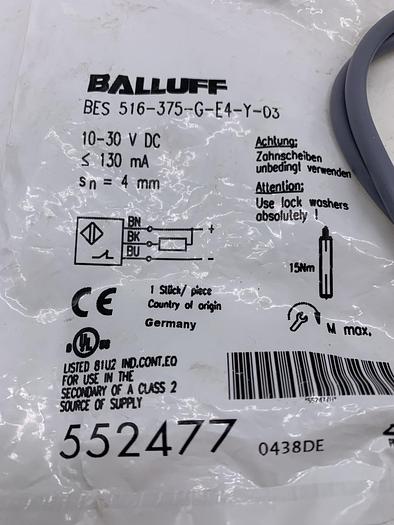 BALLUFF
BES 516-375-G-E4-Y-03
10-30 V DC
≤ 130 mA
sn = 4 mm
Achtung:
Zahnscheiben
unbedingt verwenden
Attention:
Use lock washers
absolutely !
BN
+
BK
BU
-
15Nm
M max.
CE
1 Stück/ piece
Country of origin
Germany
UL
LISTED 81U2 IND.CONT.EQ
FOR USE IN THE
SECONDARY OF A CLASS 2
SOURCE OF SUPPLY
552477
0438DE